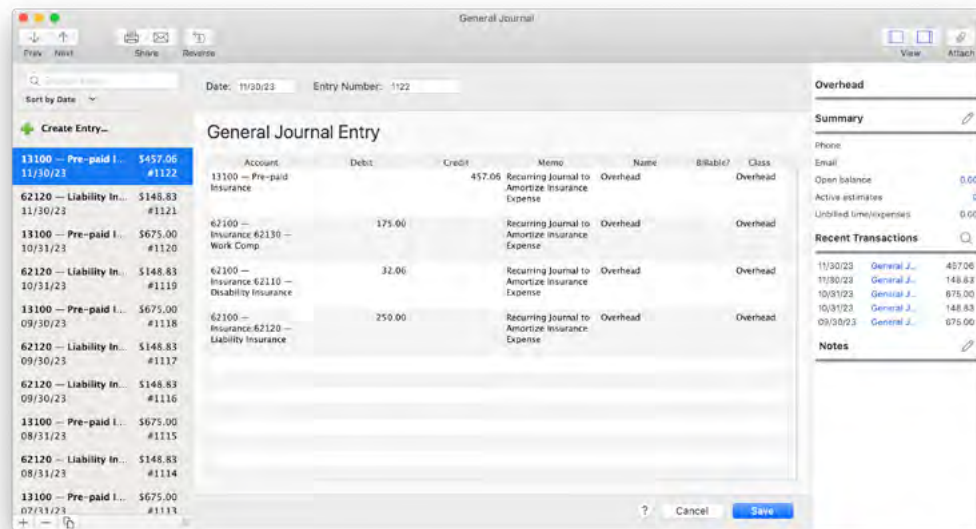 General Journal
Prev Next Share Reverse View Attach
Sort by Date
Date: 11/30/23 Entry Number: 1122
Create Entry...
General Journal Entry
13100 — Pre-paid I... $457.06
11/30/23 #1122
62120 — Liability In... $148.83
11/30/23 #1121
13100 — Pre-paid I... $675.00
10/31/23 #1120
62120 — Liability In... $148.83
10/31/23 #1119
13100 — Pre-paid I... $675.00
09/30/23 #1118
62120 — Liability In... $148.83
09/30/23 #1117
62120 — Liability In... $148.83
09/30/23 #1116
13100 — Pre-paid I... $675.00
08/31/23 #1115
62120 — Liability In... $148.83
08/31/23 #1114
13100 — Pre-paid I... $675.00
07/31/23 #1113
Account Debit Credit Memo Name Billable? Class
13100 — Pre-paid 457.06 Recurring Journal to Overhead Overhead
Insurance Amortize Insurance
Expense
62100 — 175.00 Recurring Journal to Overhead Overhead
Insurance:62130 — Amortize Insurance
Work Comp Expense
62100 — 32.06 Recurring Journal to Overhead Overhead
Insurance:62110 — Amortize Insurance
Disability Insurance Expense
62100 — 250.00 Recurring Journal to Overhead Overhead
Insurance:62120 — Amortize Insurance
Liability Insurance Expense
? Cancel Save
Overhead
Summary
Phone
Email
Open balance 0.00
Active estimates 0
Unbilled time/expenses 0.00
Recent Transactions
11/30/23 General J... 457.06
11/30/23 General J... 148.83
10/31/23 General J... 675.00
10/31/23 General J... 148.83
09/30/23 General J... 675.00
Notes